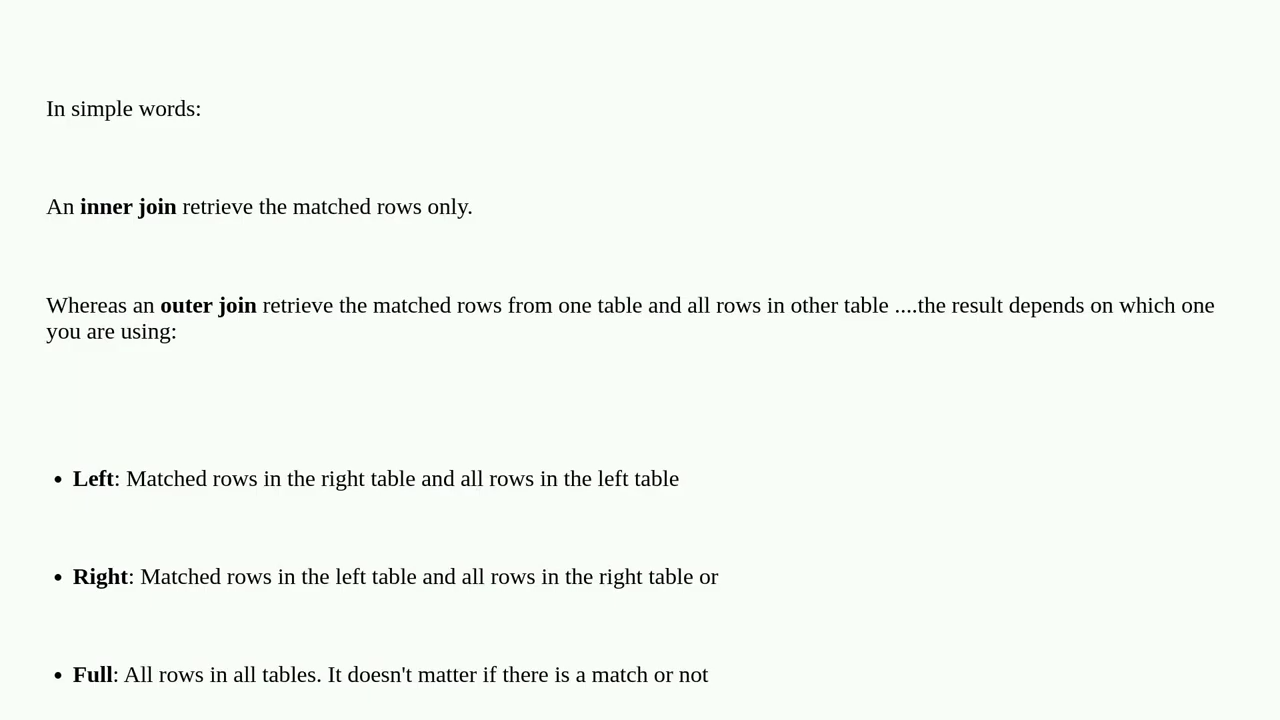 In simple words:
An inner join retrieve the matched rows only.
Whereas an outer join retrieve the matched rows from one table and all rows in other table ....the result depends on which one
you are using:
• Left: Matched rows in the right table and all rows in the left table
• Right: Matched rows in the left table and all rows in the right table or
• Full: All rows in all tables. It doesn't matter if there is a match or not